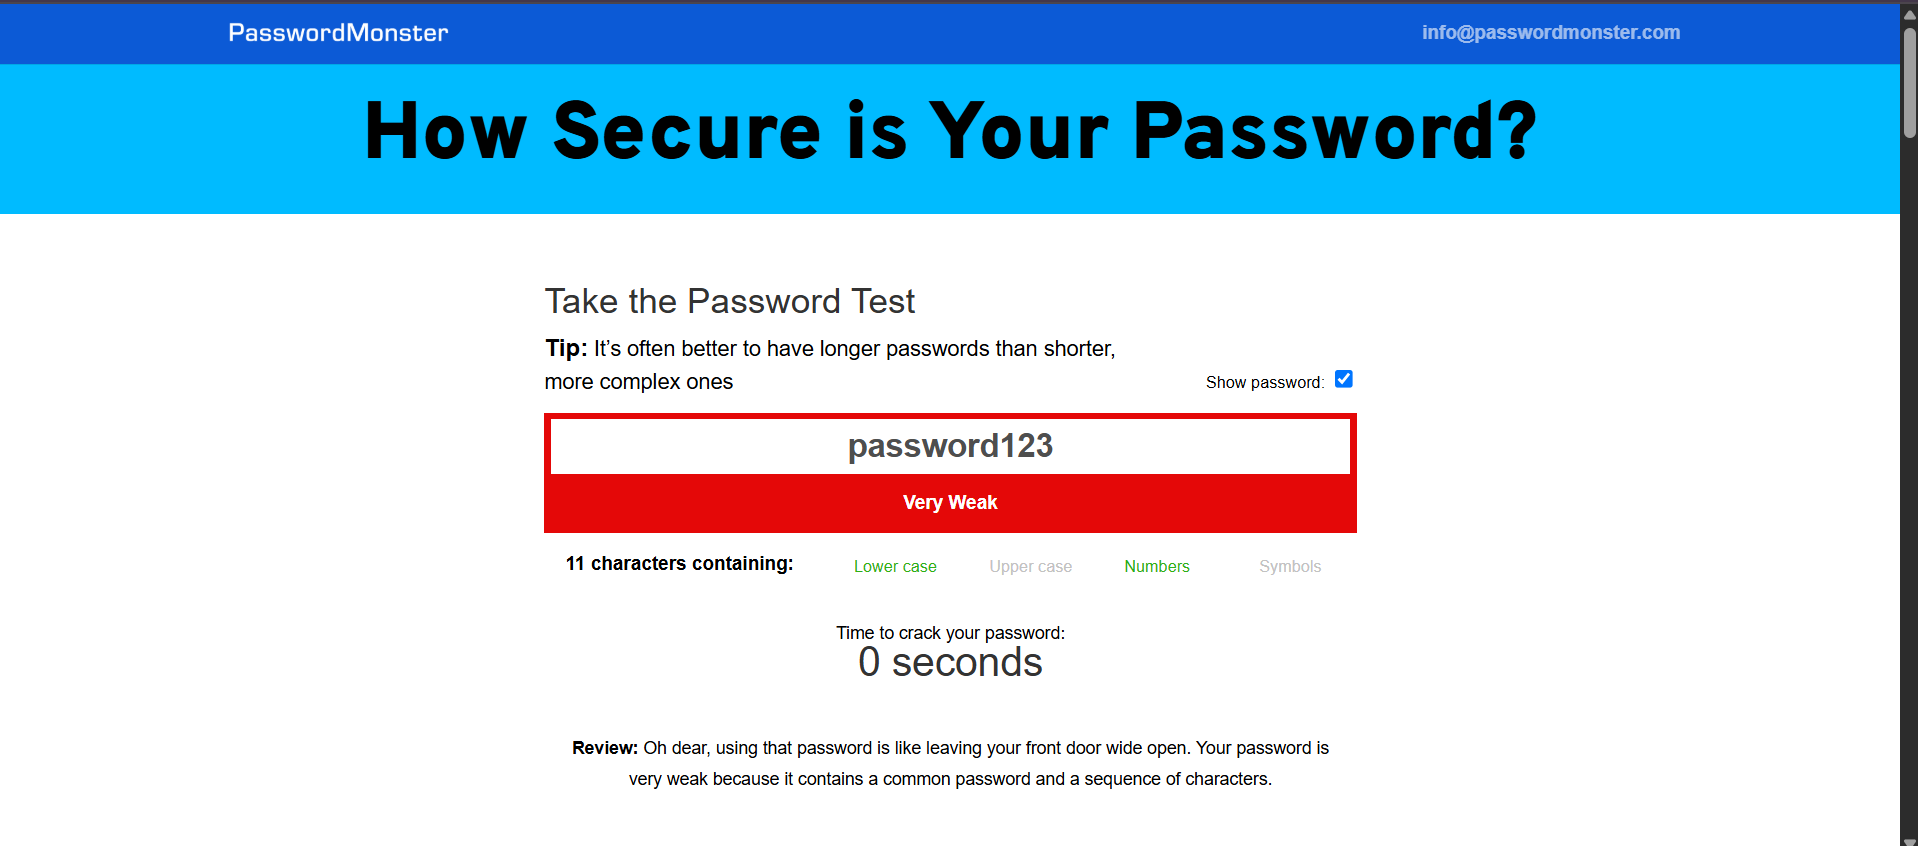 PasswordMonster
info@passwordmonster.com
How Secure is Your Password?
Take the Password Test
Tip: It’s often better to have longer passwords than shorter,
more complex ones
Show password:
password123
Very Weak
11 characters containing:
Lower case
Upper case
Numbers
Symbols
Time to crack your password:
0 seconds
Review: Oh dear, using that password is like leaving your front door wide open. Your password is
very weak because it contains a common password and a sequence of characters.